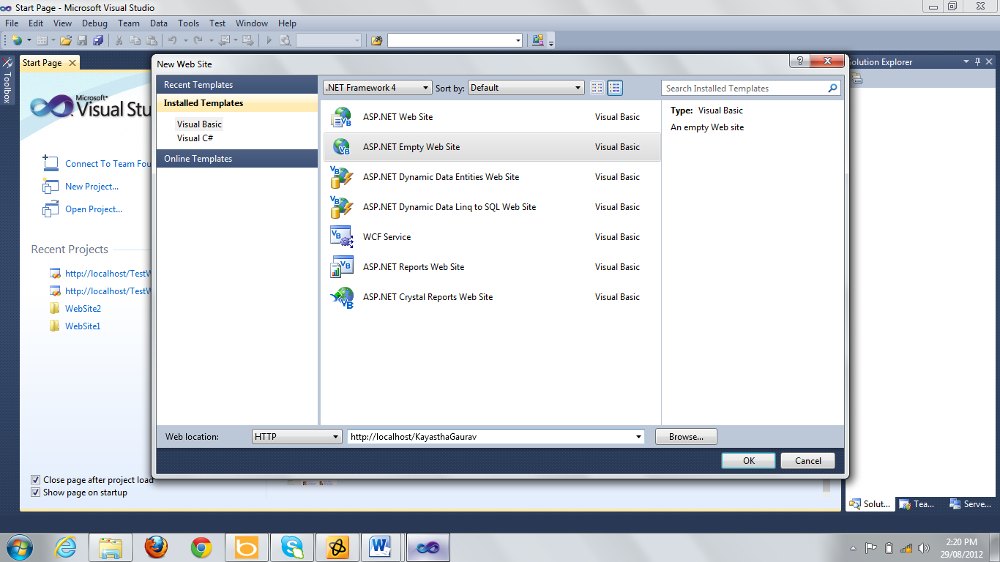 Start Page - Microsoft Visual Studio
File Edit View Debug Team Data Tools Test Window Help
Toolbox
Start Page
Microsoft®
Visual Stu
Connect To Team Fou
New Project...
Open Project...
Recent Projects
http://localhost/TestW
http://localhost/TestW
WebSite2
WebSite1
Close page after project load
Show page on startup
New Web Site
Recent Templates
Installed Templates
Visual Basic
Visual C#
Online Templates
.NET Framework 4 Sort by: Default
ASP.NET Web Site Visual Basic
ASP.NET Empty Web Site Visual Basic
ASP.NET Dynamic Data Entities Web Site Visual Basic
ASP.NET Dynamic Data Linq to SQL Web Site Visual Basic
WCF Service Visual Basic
ASP.NET Reports Web Site Visual Basic
ASP.NET Crystal Reports Web Site Visual Basic
Search Installed Templates
Type: Visual Basic
An empty Web site
Web location: HTTP http://localhost/KayasthaGaurav Browse...
OK Cancel
Solution Explorer
Solut... Tea... Serve...
2:20 PM
29/08/2012